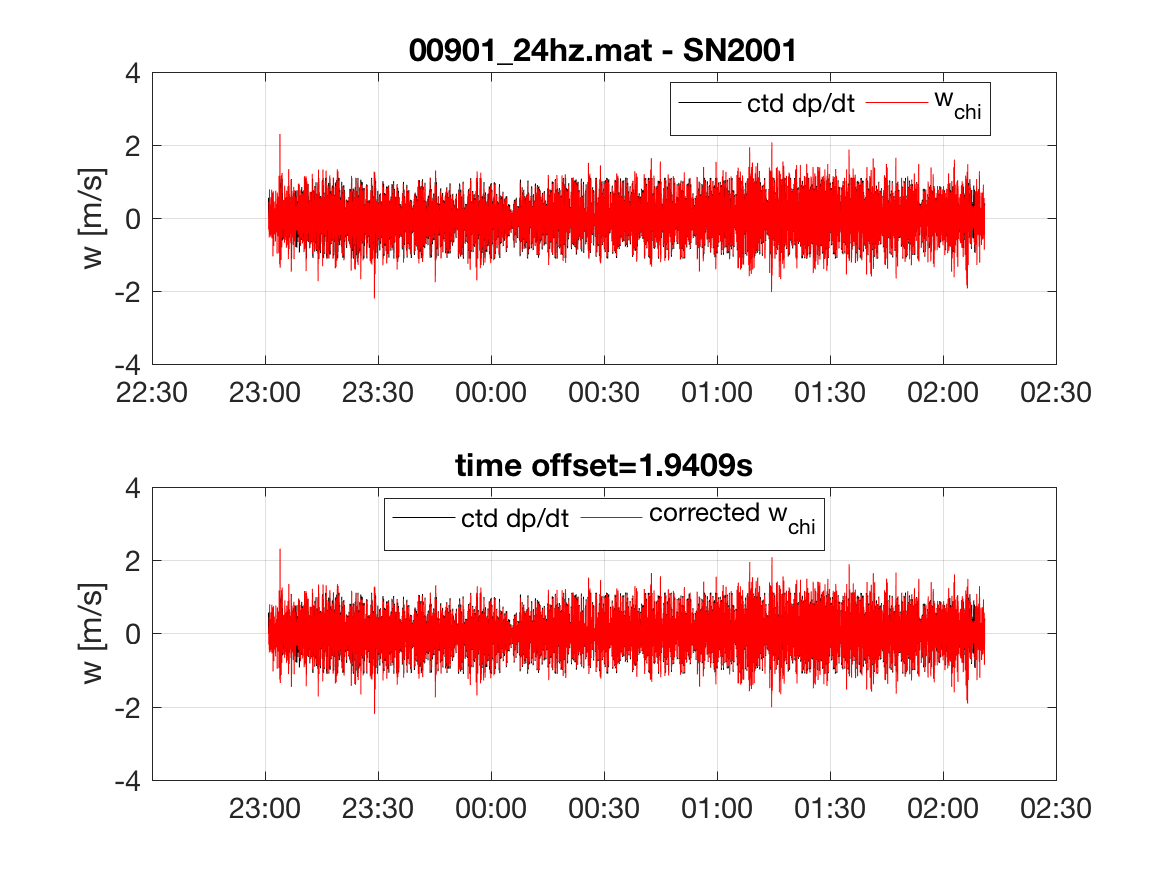 00901_24hz.mat - SN2001
ctd dp/dt w_chi
4
2
0
-2
-4
w [m/s]
22:30 23:00 23:30 00:00 00:30 01:00 01:30 02:00 02:30
time offset=1.9409s
ctd dp/dt corrected w_chi
4
2
0
-2
-4
w [m/s]
23:00 23:30 00:00 00:30 01:00 01:30 02:00 02:30